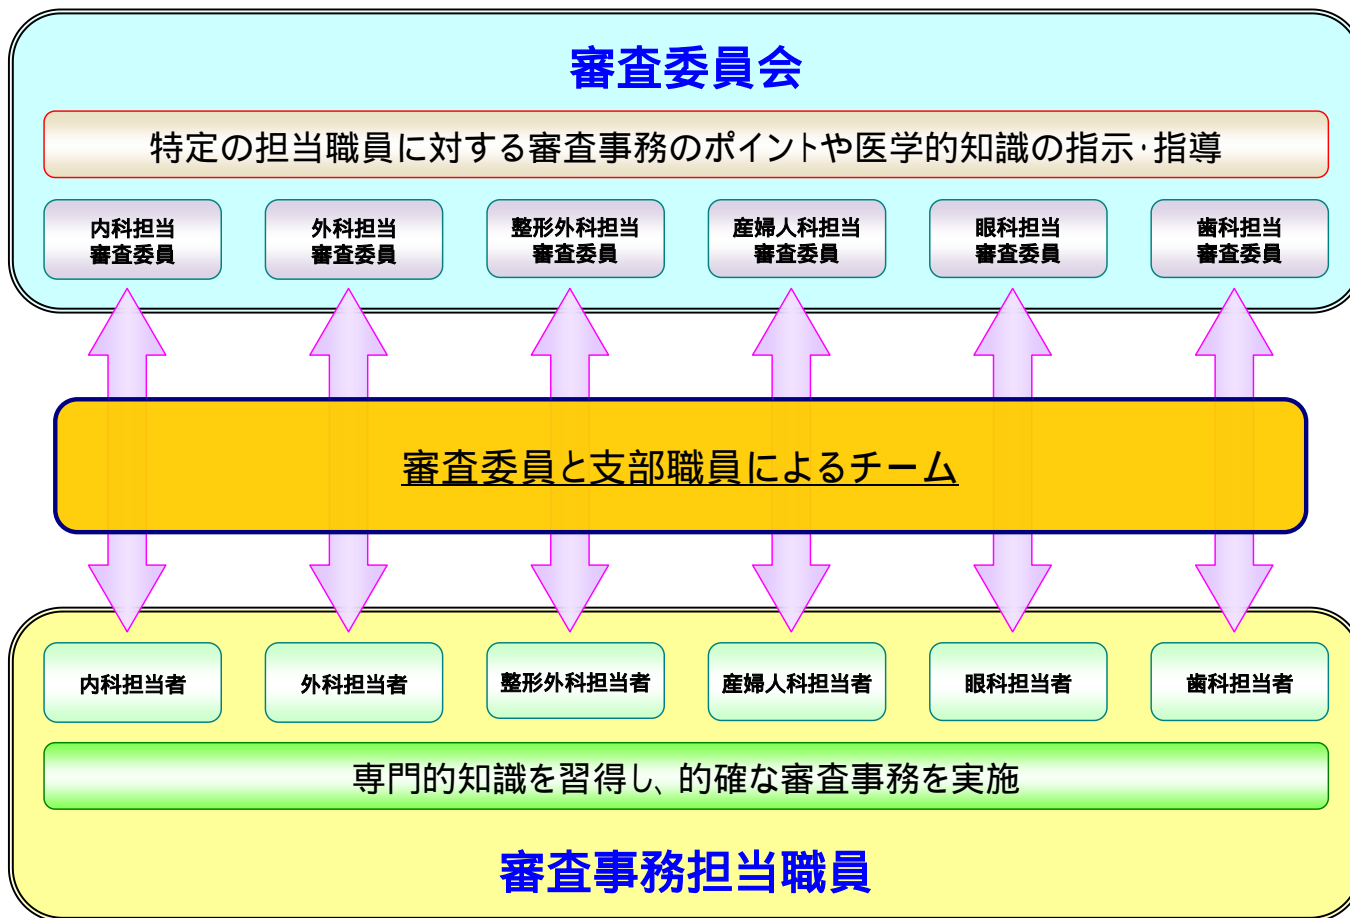 審査委員会
特定の担当職員に対する審査事務のポイントや医学的知識の指示・指導
内科担当
審査委員
外科担当
審査委員
整形外科担当
審査委員
産婦人科担当
審査委員
眼科担当
審査委員
歯科担当
審査委員
審査委員と支部職員によるチーム
内科担当者
外科担当者
整形外科担当者
産婦人科担当者
眼科担当者
歯科担当者
専門的知識を習得し、的確な審査事務を実施
審査事務担当職員